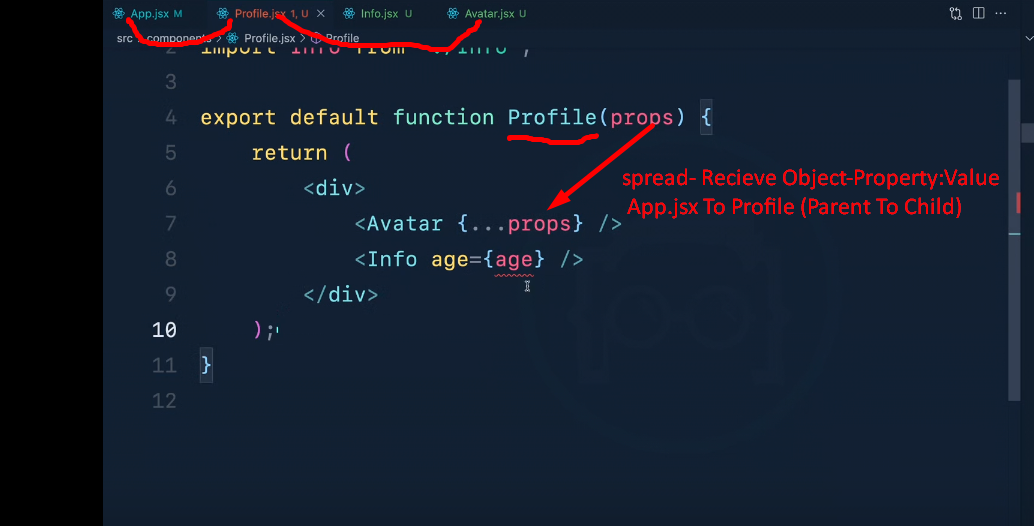 App.jsx M Profile.jsx 1, U Info.jsx U Avatar.jsx U
src components > Profile.jsx > Profile
2 import Info from "./Info";
3
4 export default function Profile(props) {
5 return (
6 <div>
spread- Recieve Object-Property:Value
App.jsx To Profile (Parent To Child)
7 <Avatar {...props} />
8 <Info age={age} />
9 </div>
10 );
11 }
12